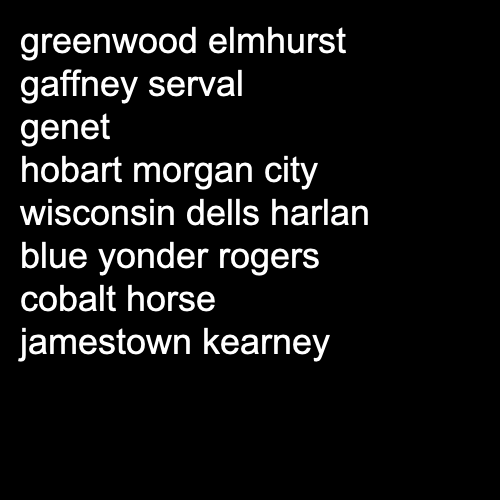 greenwood elmhurst
gaffney serval
genet
hobart morgan city
wisconsin dells harlan
blue yonder rogers
cobalt horse
jamestown kearney